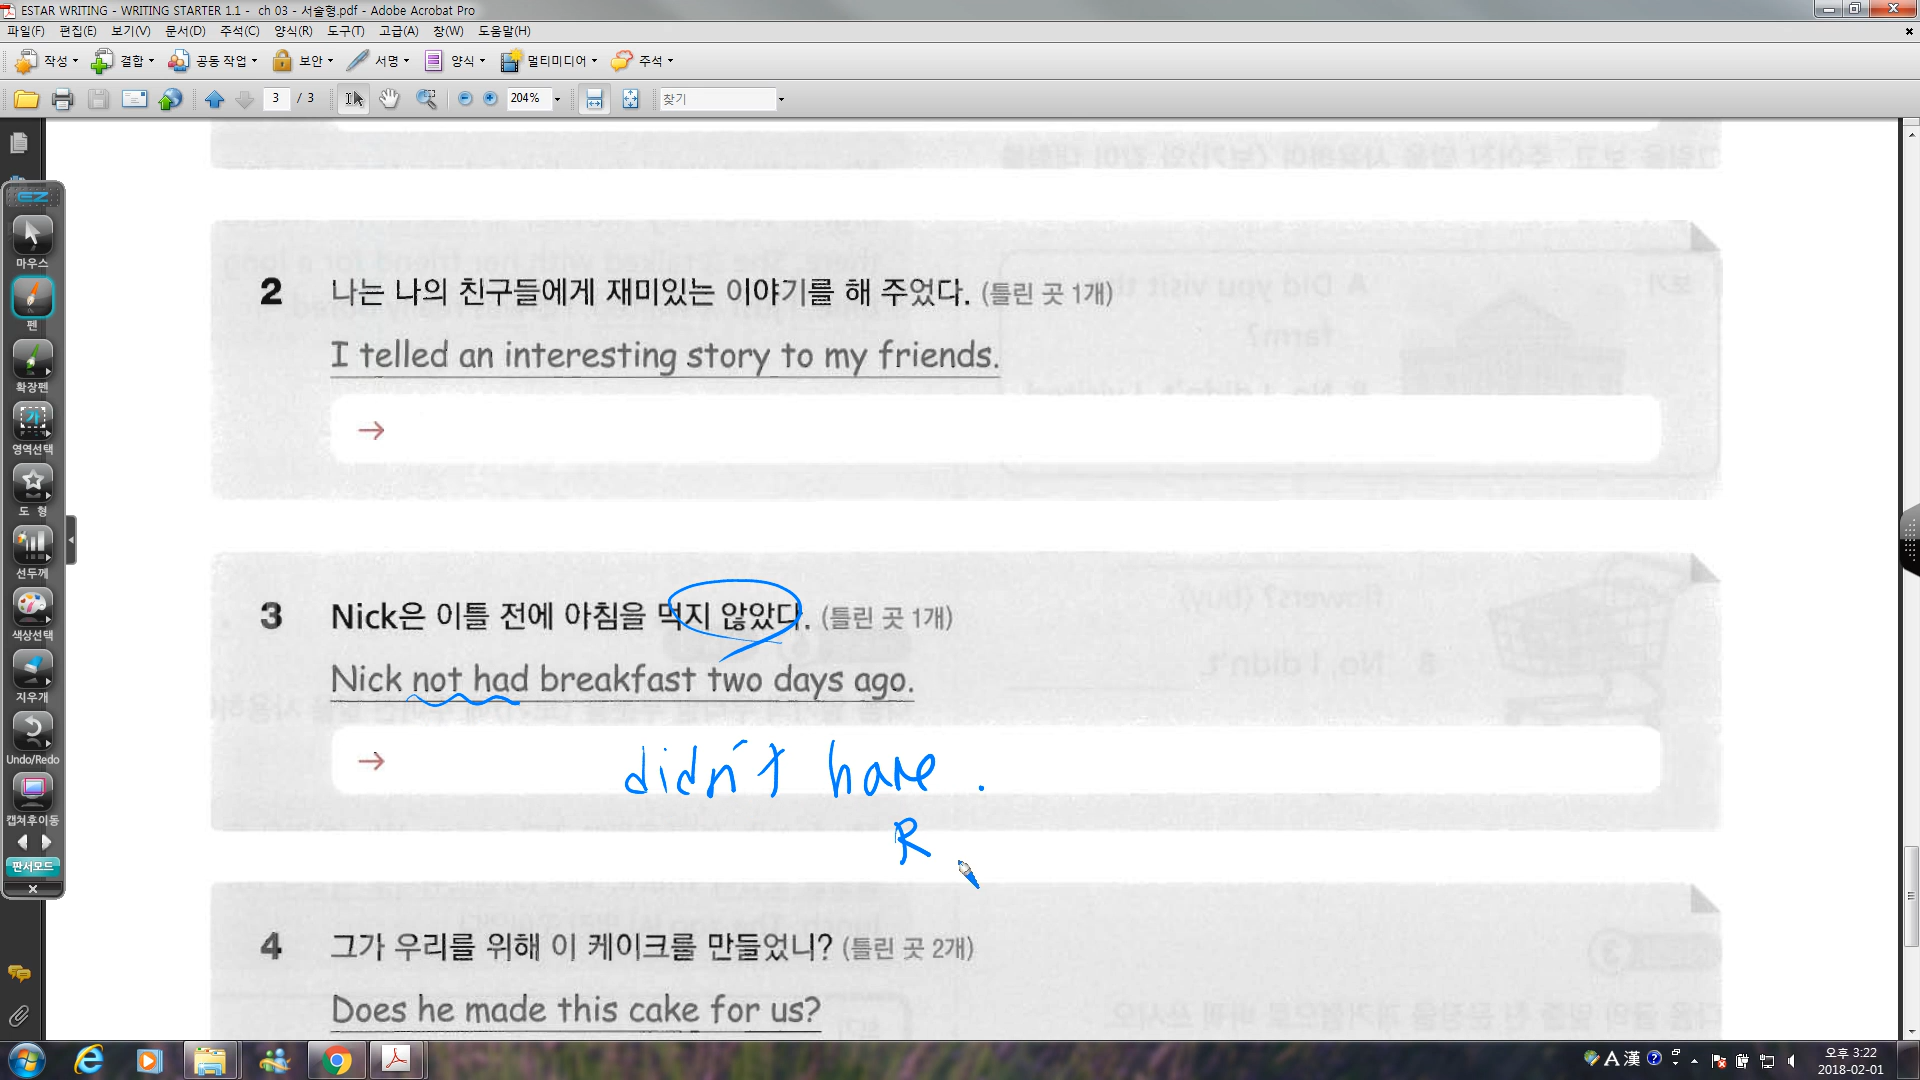 ESTAR WRITING - WRITING STARTER 1.1 - ch 03 - 서술형.pdf - Adobe Acrobat Pro
파일(F) 편집(E) 보기(V) 문서(D) 주석(C) 양식(R) 도구(T) 고급(A) 창(W) 도움말(H)
작성 결합 공동 작업 보안 서명 양식 멀티미디어 주석
3 / 3 204% 찾기
EZ
마우스
펜
확장펜
영역선택
도 형
선두께
색상선택
지우개
Undo/Redo
캡쳐후이동
판서모드
x
2 나는 나의 친구들에게 재미있는 이야기를 해 주었다. (틀린 곳 1개)
I telled an interesting story to my friends.
→
3 Nick은 이틀 전에 아침을 먹지 않았다. (틀린 곳 1개)
Nick not had breakfast two days ago.
→ didn't have .
R
4 그가 우리를 위해 이 케이크를 만들었니? (틀린 곳 2개)
Does he made this cake for us?
A 漢
오후 3:22
2018-02-01